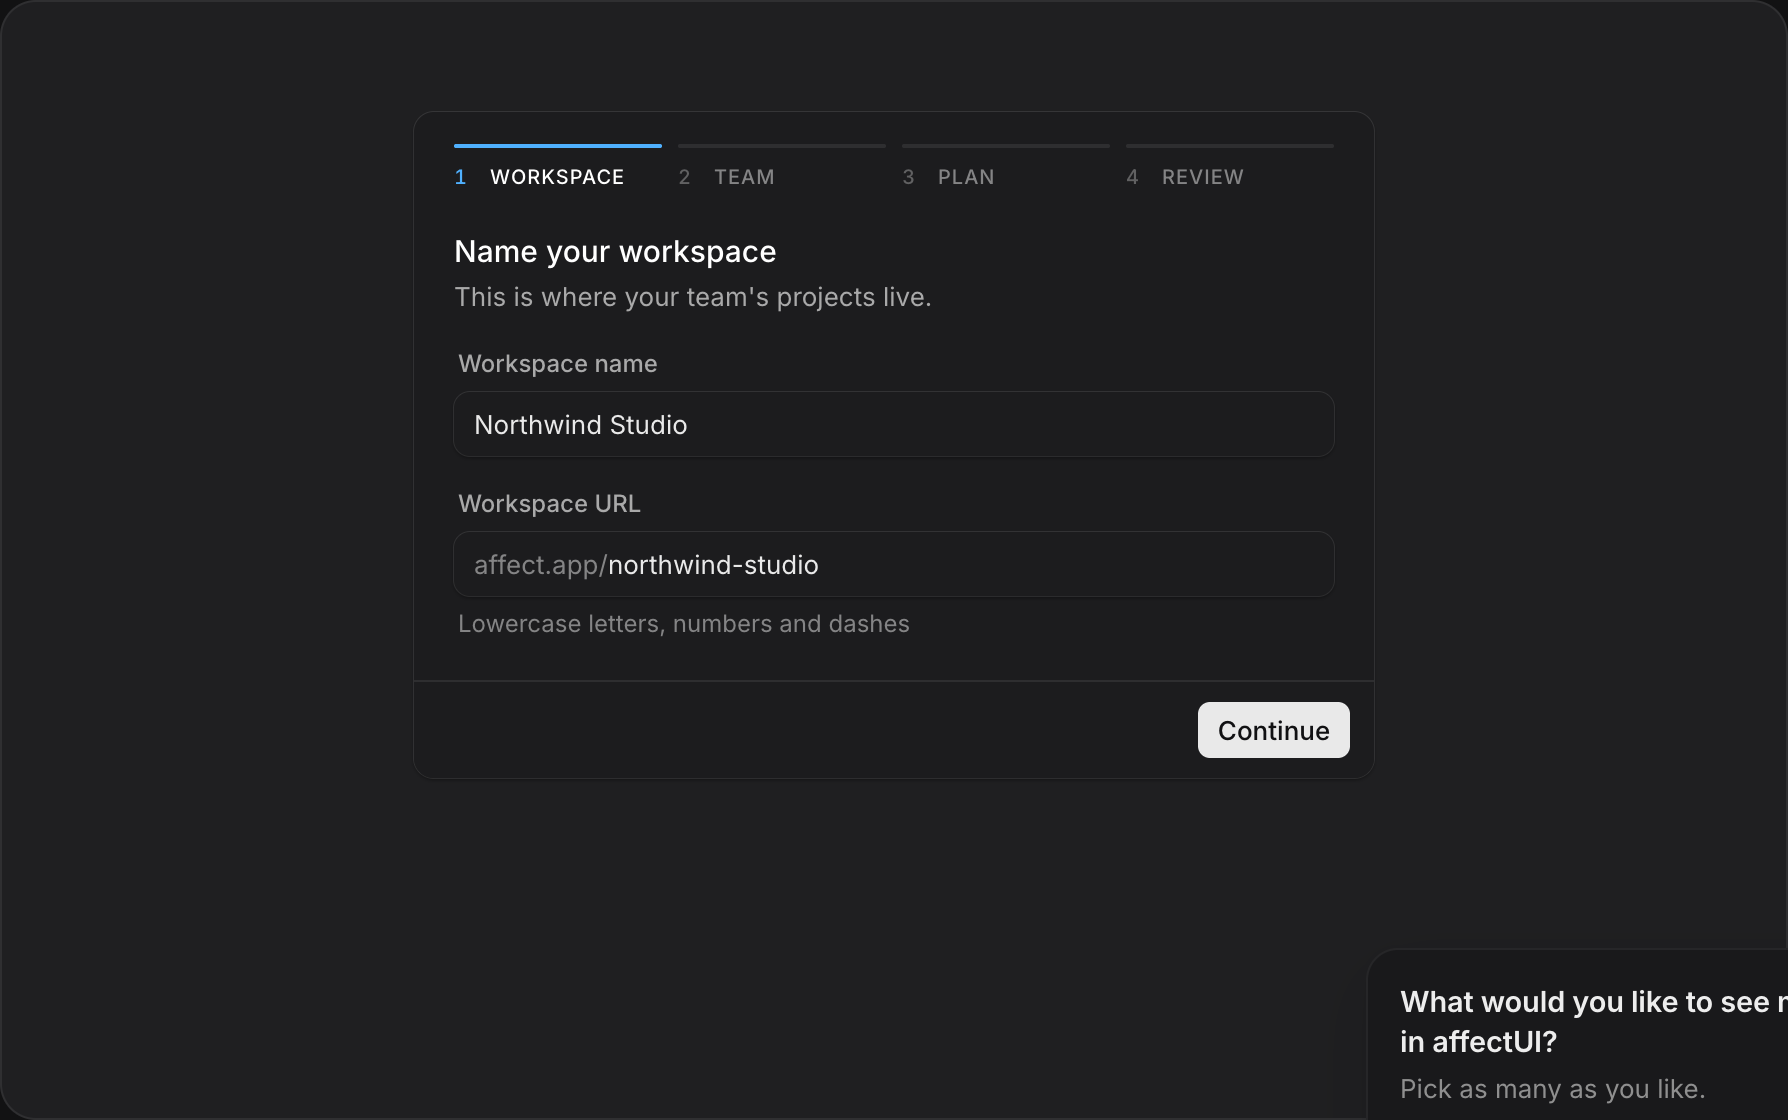 1 WORKSPACE 2 TEAM 3 PLAN 4 REVIEW
Name your workspace
This is where your team's projects live.
Workspace name
Northwind Studio
Workspace URL
affect.app/northwind-studio
Lowercase letters, numbers and dashes
Continue
What would you like to see
in affectUI?
Pick as many as you like.